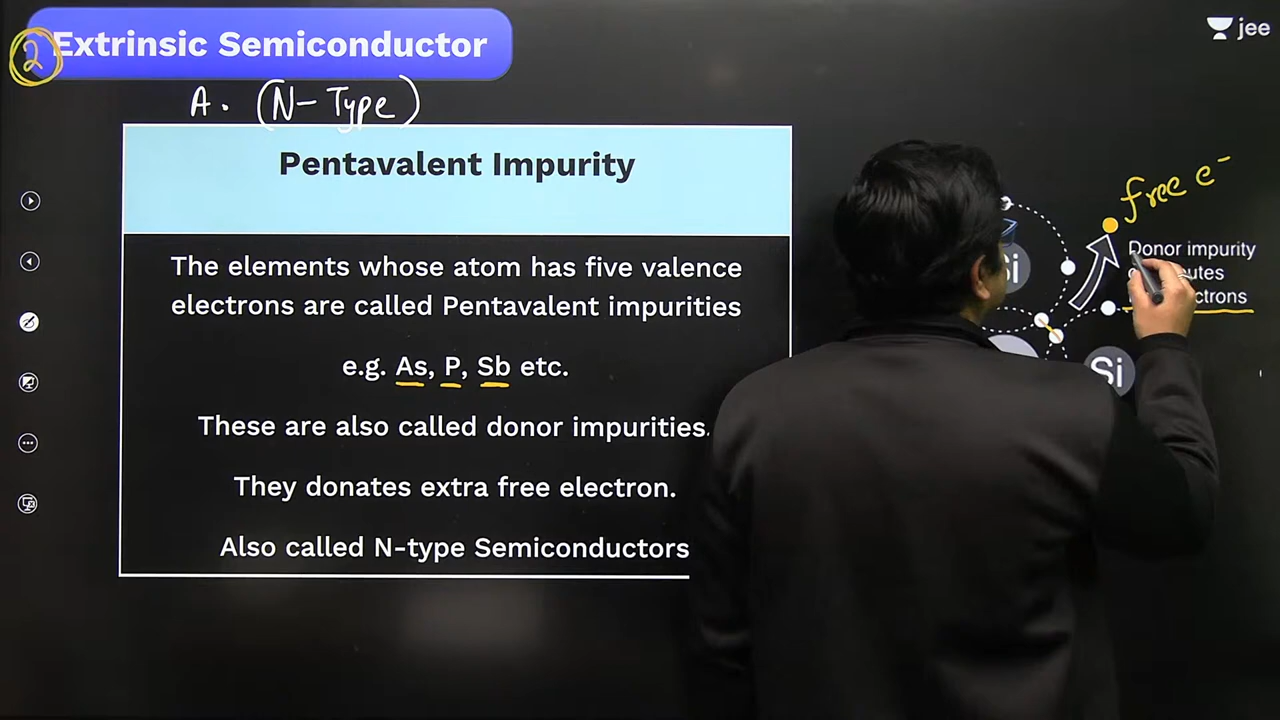 2
Extrinsic Semiconductor
jee
A. (N-Type)
Pentavalent Impurity
The elements whose atom has five valence
electrons are called Pentavalent impurities
e.g. As, P, Sb etc.
These are also called donor impurities.
They donates extra free electron.
Also called N-type Semiconductors
free e⁻
Donor impurity
Si